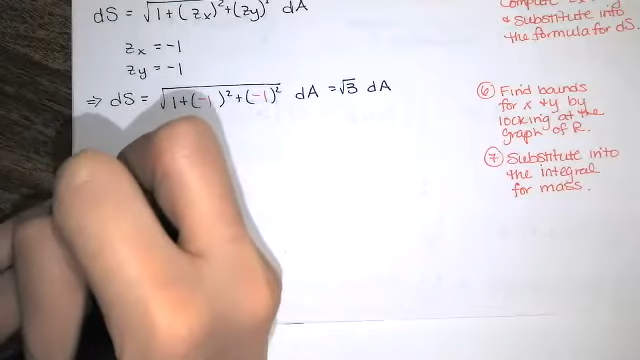 dS = √1+(zx)²+(zy)² dA
zx = -1
zy = -1
⇒ dS = √1+(-1)²+(-1)² dA = √3 dA
& Substitute into
the formula for dS.
⑥ Find bounds
for x & y by
looking at the
graph of R.
⑦ Substitute into
the integral
for mass.